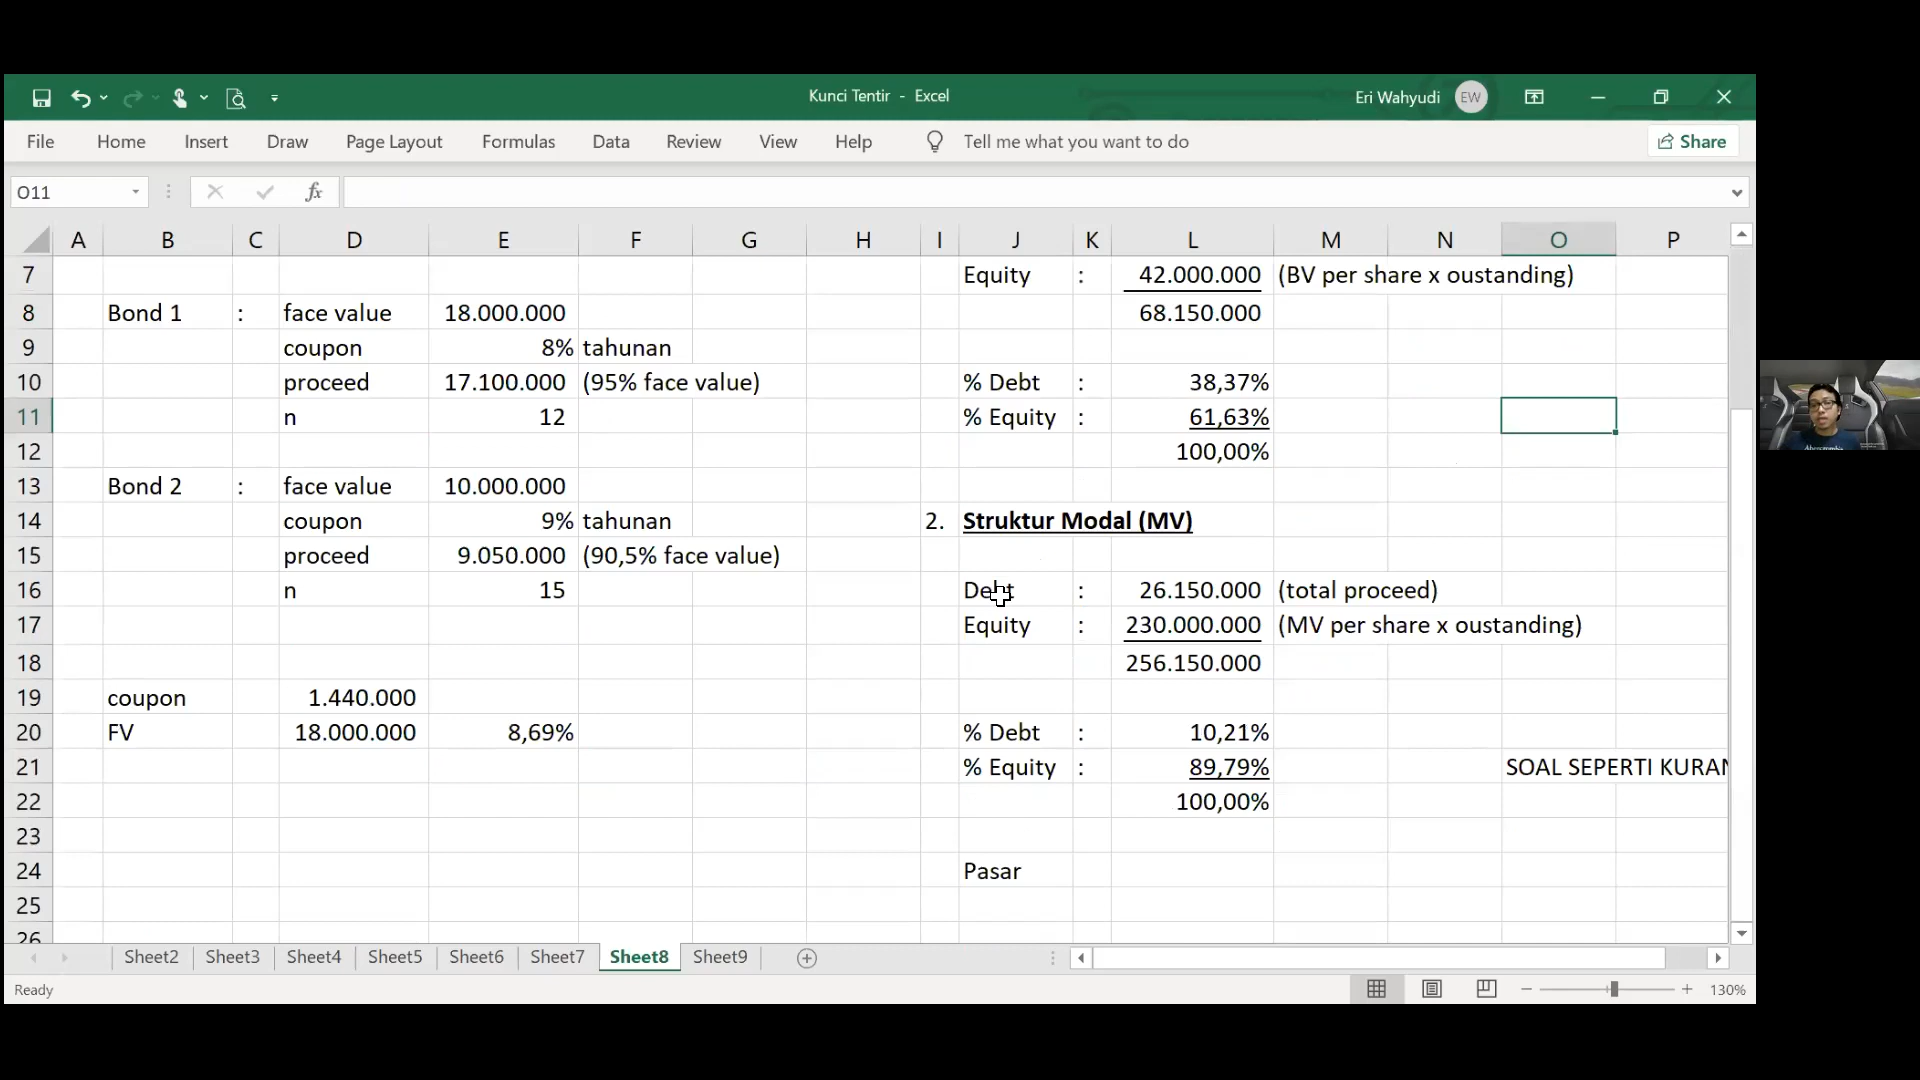 Kunci Tentir - Excel
Eri Wahyudi EW
File Home Insert Draw Page Layout Formulas Data Review View Help Tell me what you want to do Share
O11 fx
A B C D E F G H I J K L M N O P
7 Equity : 42.000.000 (BV per share x oustanding)
8 Bond 1 : face value 18.000.000 68.150.000
9 coupon 8% tahunan
10 proceed 17.100.000 (95% face value) % Debt : 38,37%
11 n 12 % Equity : 61,63%
12 100,00%
13 Bond 2 : face value 10.000.000
14 coupon 9% tahunan 2. Struktur Modal (MV)
15 proceed 9.050.000 (90,5% face value)
16 n 15 Debt : 26.150.000 (total proceed)
17 Equity : 230.000.000 (MV per share x oustanding)
18 256.150.000
19 coupon 1.440.000
20 FV 18.000.000 8,69% % Debt : 10,21%
21 % Equity : 89,79% SOAL SEPERTI KURAN
22 100,00%
23
24 Pasar
25
26
Sheet2 Sheet3 Sheet4 Sheet5 Sheet6 Sheet7 Sheet8 Sheet9
Ready 130%